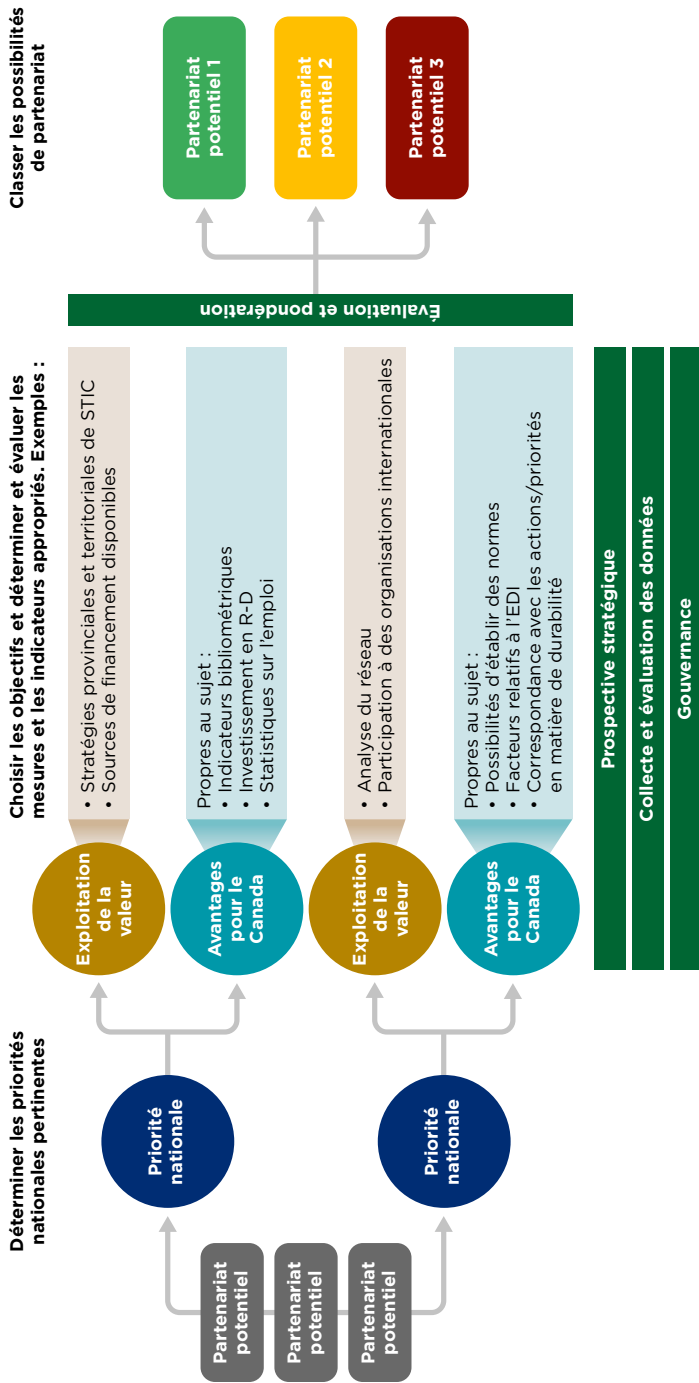 Déterminer les priorités
nationales pertinentes
Choisir les objectifs et déterminer et évaluer les
mesures et les indicateurs appropriés. Exemples :
Classer les possibilités
de partenariat
Partenariat
potentiel
Partenariat
potentiel
Partenariat
potentiel
Priorité
nationale
Priorité
nationale
Exploitation
de la
valeur
• Stratégies provinciales et territoriales de STIC
• Sources de financement disponibles
Avantages
pour le
Canada
Propres au sujet :
• Indicateurs bibliométriques
• Investissement en R-D
• Statistiques sur l'emploi
Exploitation
de la
valeur
• Analyse du réseau
• Participation à des organisations internationales
Avantages
pour le
Canada
Propres au sujet :
• Possibilités d'établir des normes
• Facteurs relatifs à l'EDI
• Correspondance avec les actions/priorités
en matière de durabilité
Évaluation et pondération
Partenariat
potentiel 1
Partenariat
potentiel 2
Partenariat
potentiel 3
Prospective stratégique
Collecte et évaluation des données
Gouvernance